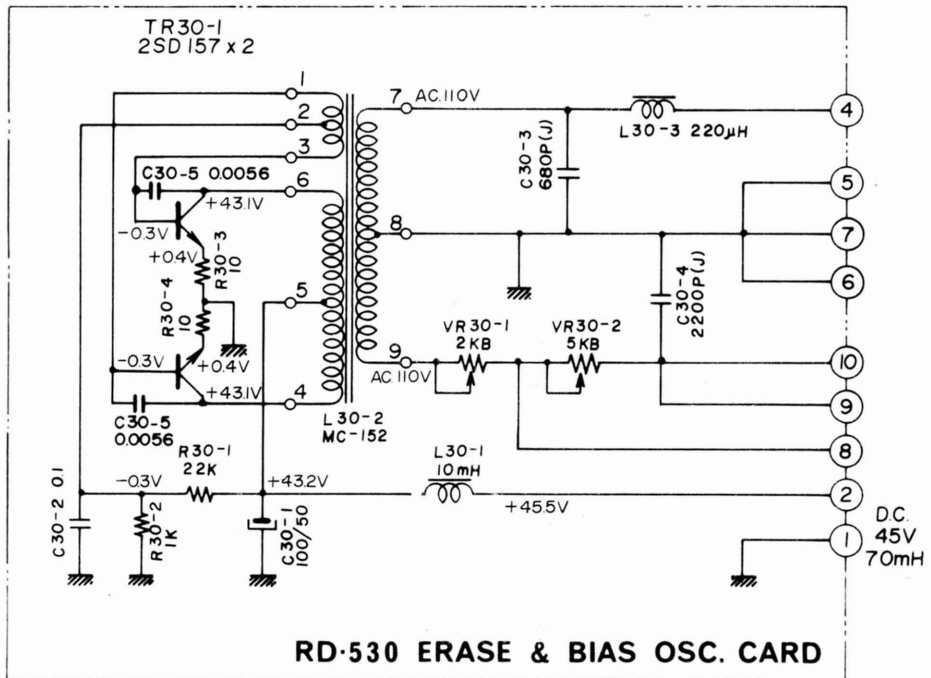 TR30-1
2SD157 x 2
1
2
3
6
5
4
7
8
9
AC.110V
AC.110V
C30-5 0.0056
+43.1V
-0.3V
+0.4V
R30-3
10
R30-4
10
-0.3V
+0.4V
+43.1V
C30-5
0.0056
L30-2
MC-152
C30-3
680P(J)
L30-3 220μH
C30-4
2200P(J)
VR30-1
2KB
VR30-2
5KB
R30-1
22K
-0.3V
+43.2V
C30-2 0.1
R30-2
1K
C30-1
100/50
L30-1
10mH
+45.5V
4
5
7
6
10
9
8
2
1
D.C.
45V
70mH
RD·530 ERASE & BIAS OSC. CARD